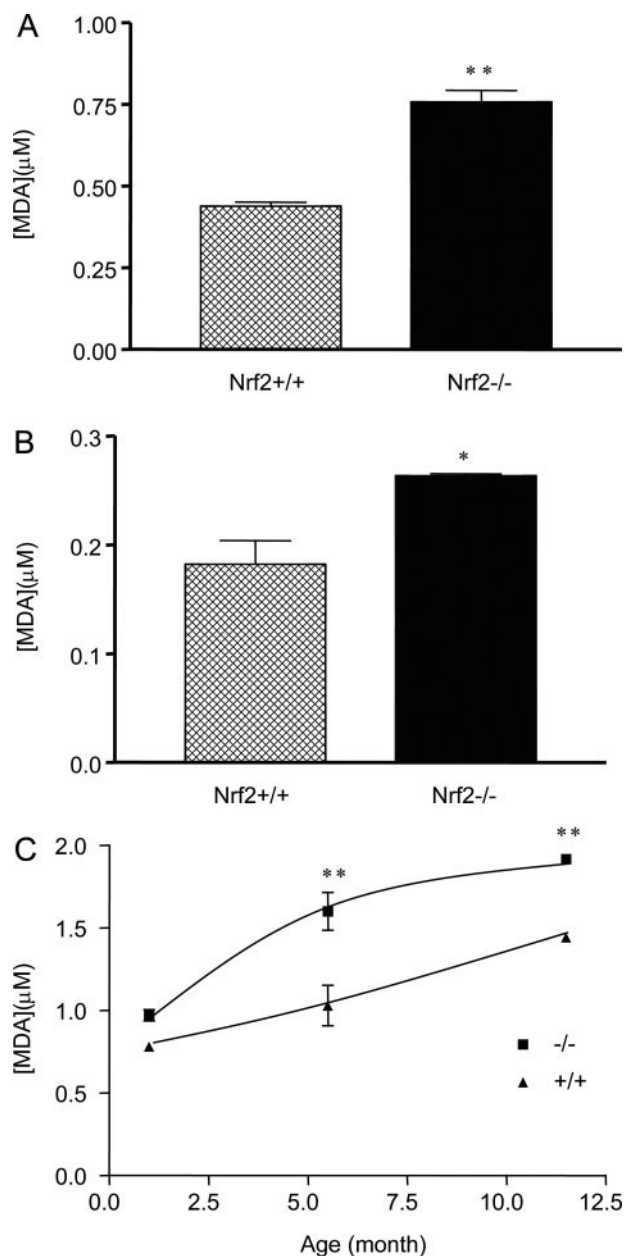 A
1.00
**
0.75
0.50
0.25
0.00
[MDA](μM)
Nrf2+/+ Nrf2-/-
B
0.3
*
0.2
0.1
0.0
[MDA](μM)
Nrf2+/+ Nrf2-/-
C
2.0
**
**
1.5
1.0
0.5
0.0
[MDA](μM)
-/-
+/+
0.0 2.5 5.0 7.5 10.0 12.5
Age (month)